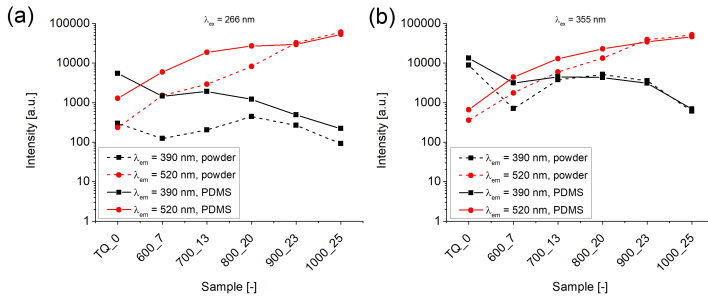 (a)
λex = 266 nm
Intensity [a.u.]
100000
10000
1000
100
10
1
λem = 390 nm, powder
λem = 520 nm, powder
λem = 390 nm, PDMS
λem = 520 nm, PDMS
TQ_0
600_7
700_13
800_20
900_23
1000_25
Sample [-]
(b)
λex = 355 nm
Intensity [a.u.]
100000
10000
1000
100
10
1
λem = 390 nm, powder
λem = 520 nm, powder
λem = 390 nm, PDMS
λem = 520 nm, PDMS
TQ_0
600_7
700_13
800_20
900_23
1000_25
Sample [-]